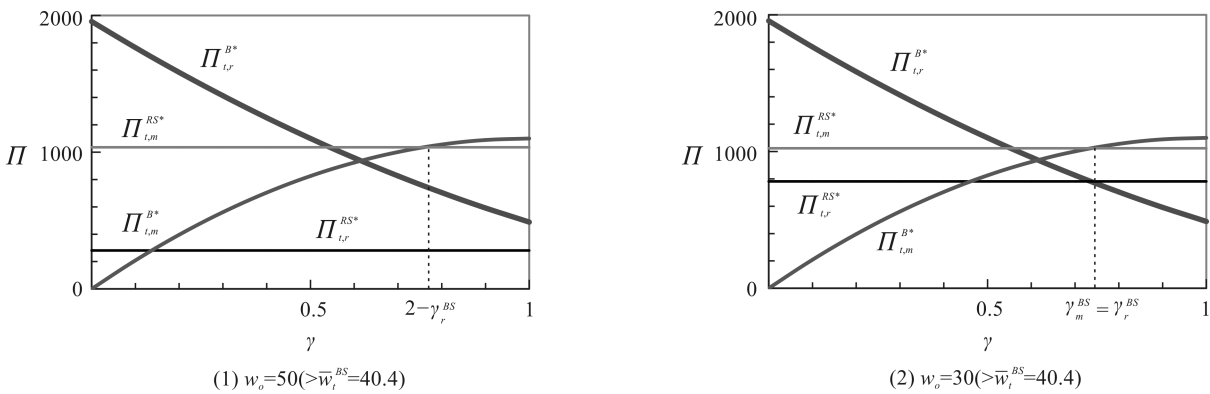 2000
Π_{t,r}^{B*}
Π_{t,m}^{RS*}
Π
1000
Π_{t,m}^{B*}
Π_{t,r}^{RS*}
0
0.5
2−γ_r^{BS}
1
γ
(1) w_o=50(>w̅_t^{BS}=40.4)
2000
Π_{t,r}^{B*}
Π_{t,m}^{RS*}
Π
1000
Π_{t,r}^{RS*}
Π_{t,m}^{B*}
0
0.5
γ_m^{BS} = γ_r^{BS}
1
γ
(2) w_o=30(>w̅_t^{BS}=40.4)